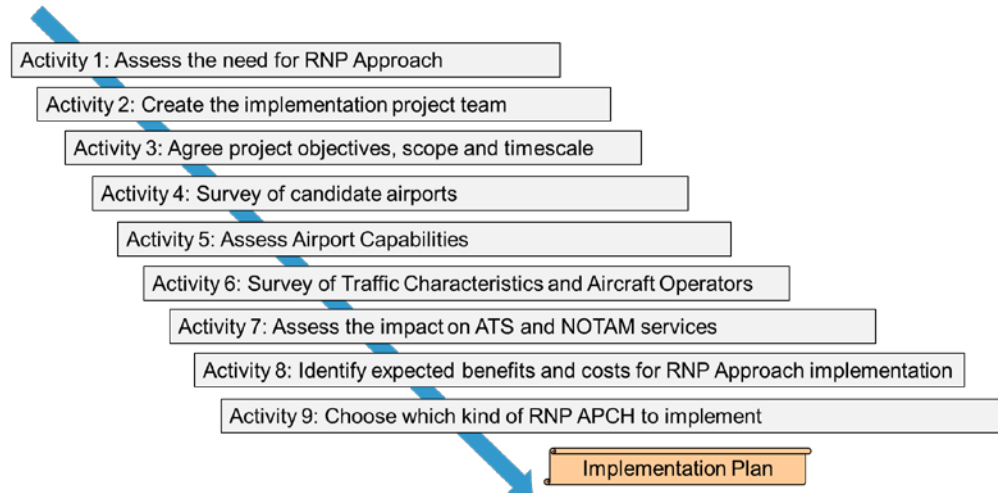 Activity 1: Assess the need for RNP Approach
Activity 2: Create the implementation project team
Activity 3: Agree project objectives, scope and timescale
Activity 4: Survey of candidate airports
Activity 5: Assess Airport Capabilities
Activity 6: Survey of Traffic Characteristics and Aircraft Operators
Activity 7: Assess the impact on ATS and NOTAM services
Activity 8: Identify expected benefits and costs for RNP Approach implementation
Activity 9: Choose which kind of RNP APCH to implement
Implementation Plan